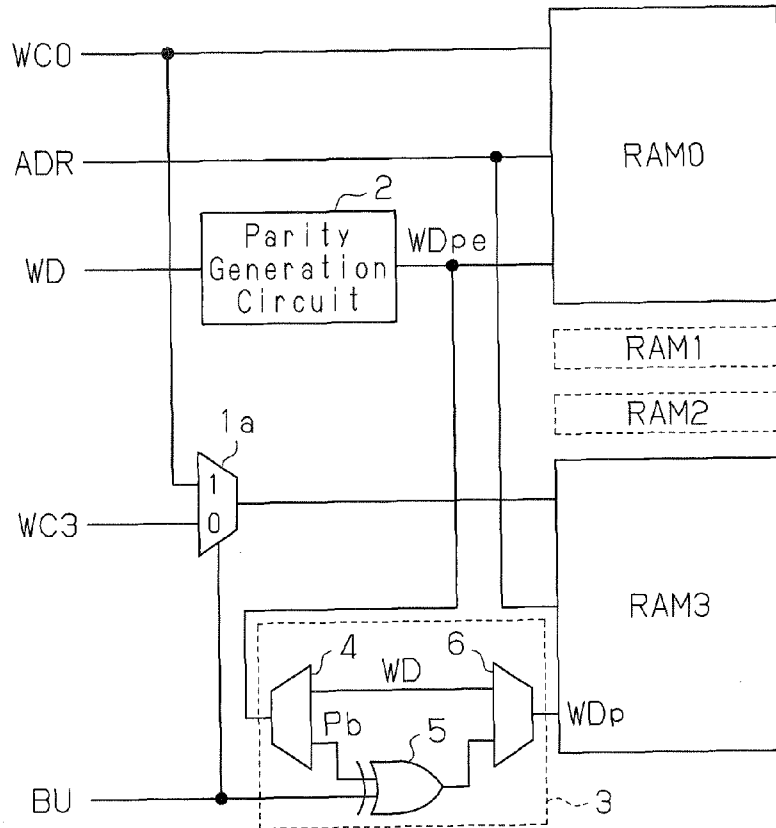 WC0
ADR
RAM0
2
Parity
Generation
Circuit
WDpe
WD
RAM1
RAM2
1a
1
0
WC3
RAM3
4
WD
6
Pb
5
WDp
BU
3